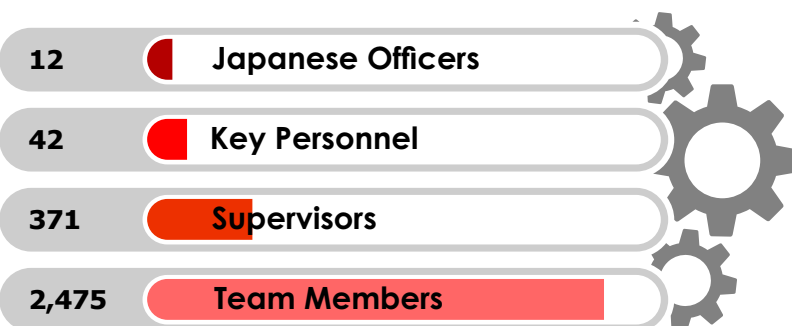 12 Japanese Officers
42 Key Personnel
371 Supervisors
2,475 Team Members